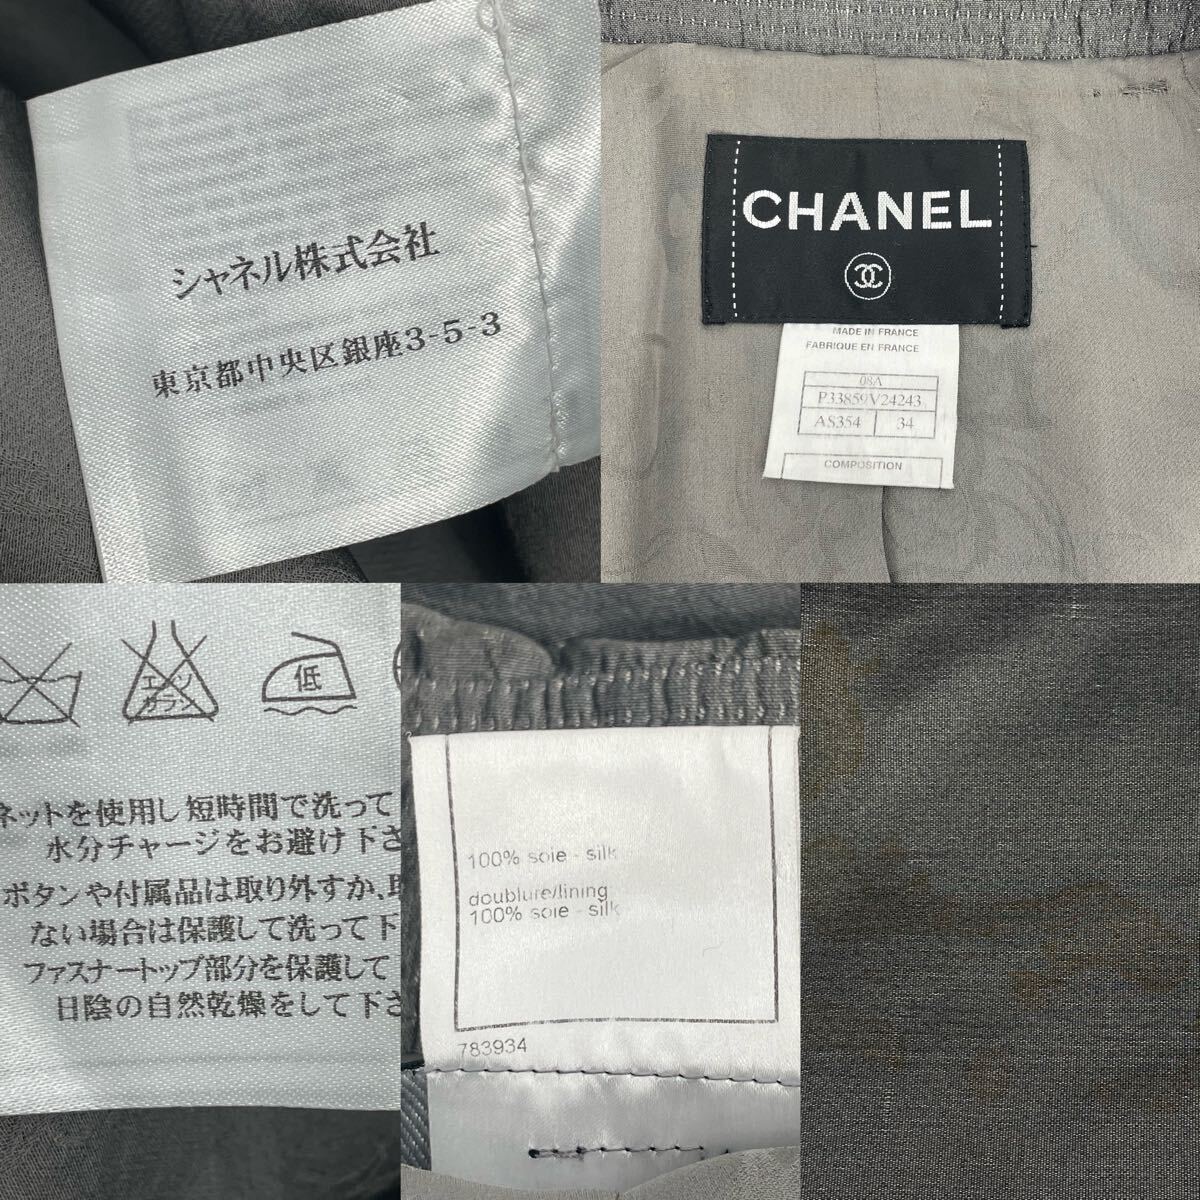 シャネル株式会社
東京都中央区銀座3-5-3
CHANEL
MADE IN FRANCE
FABRIQUE EN FRANCE
08A
P33859V24243
AS354 34
COMPOSITION
エンソ
低
ネットを使用し短時間で洗って
水分チャージをお避け下さ
ボタンや付属品は取り外すか、取
ない場合は保護して洗って下
ファスナートップ部分を保護して
日陰の自然乾燥をして下さ
100% soie - silk
doublure/lining
100% soie - silk
783934